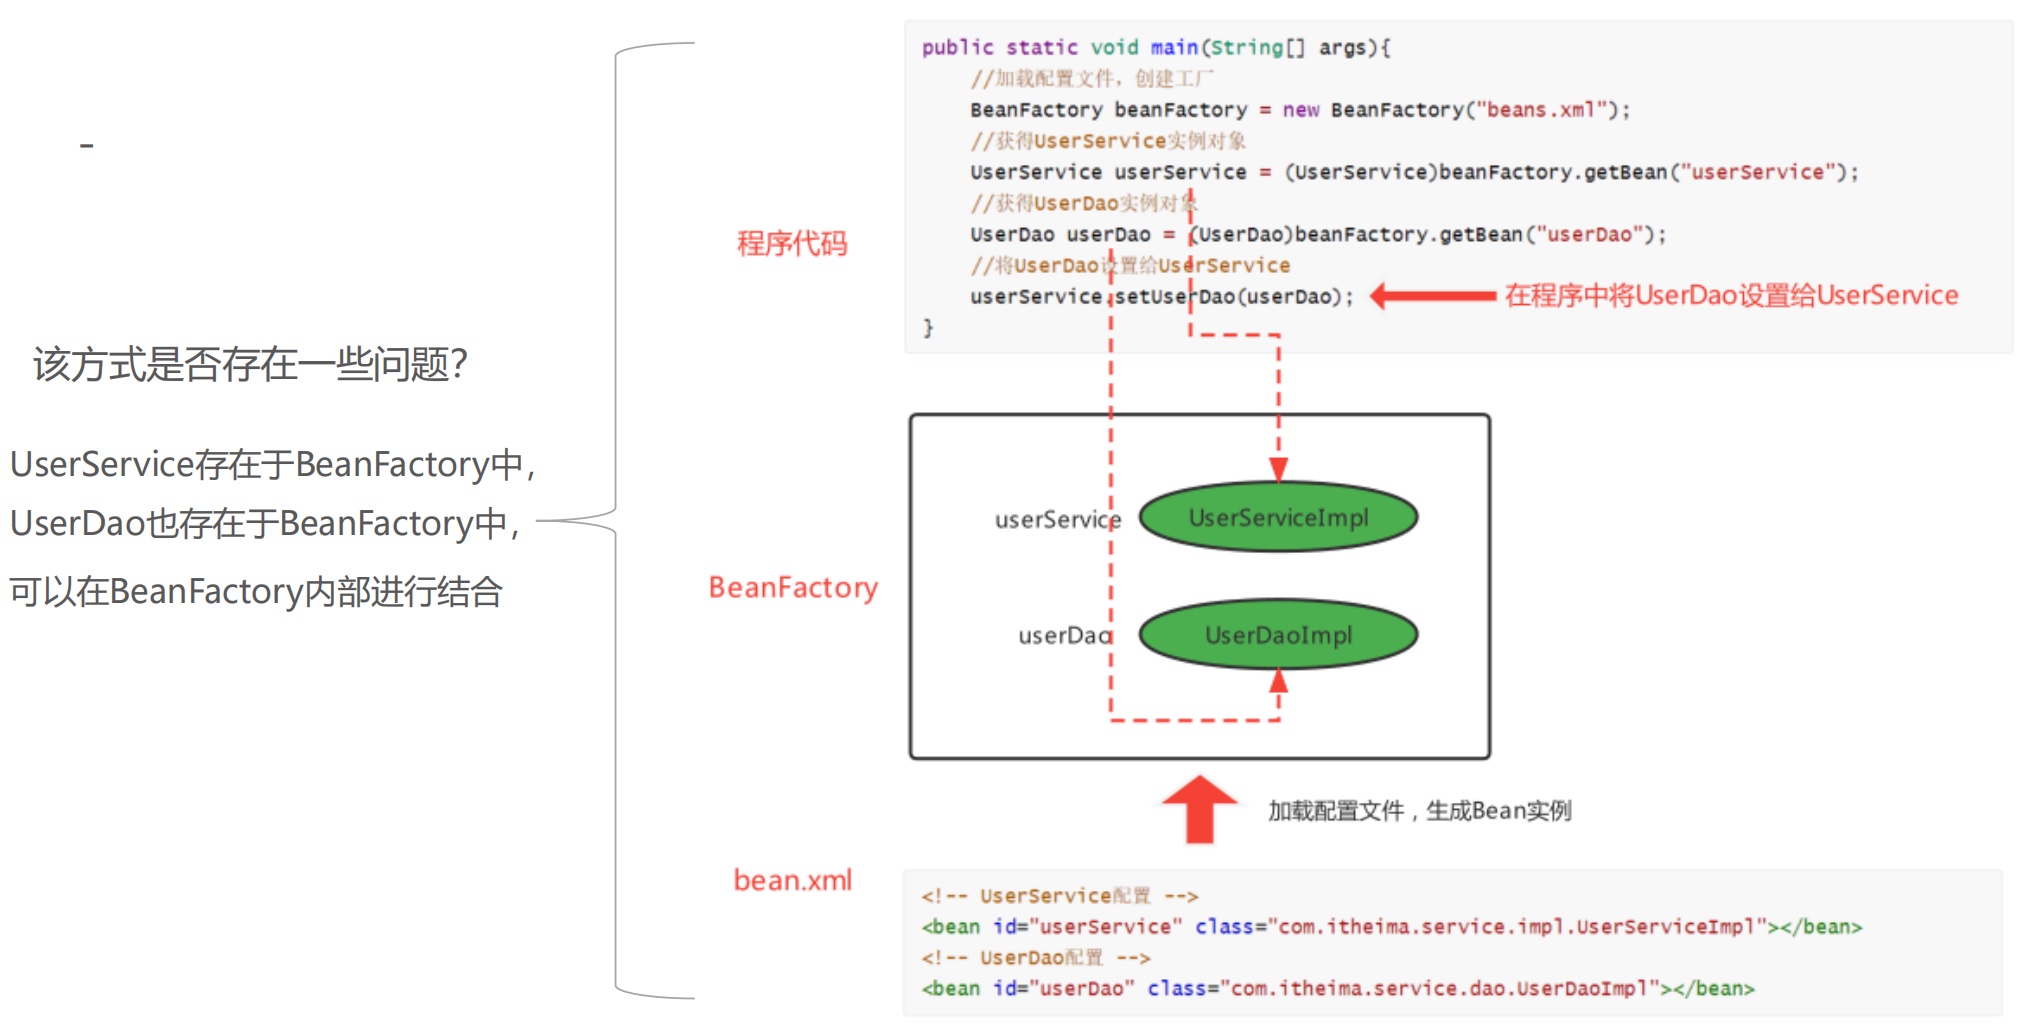 -
该方式是否存在一些问题？
UserService存在于BeanFactory中，
UserDao也存在于BeanFactory中，
可以在BeanFactory内部进行结合
程序代码
public static void main(String[] args){
//加载配置文件，创建工厂
BeanFactory beanFactory = new BeanFactory("beans.xml");
//获得UserService实例对象
UserService userService = (UserService)beanFactory.getBean("userService");
//获得UserDao实例对象
UserDao userDao = (UserDao)beanFactory.getBean("userDao");
//将UserDao设置给UserService
userService.setUserDao(userDao);
在程序中将UserDao设置给UserService
}
BeanFactory
userService
UserServiceImpl
userDao
UserDaoImpl
加载配置文件，生成Bean实例
bean.xml
<!-- UserService配置 -->
<bean id="userService" class="com.itheima.service.impl.UserServiceImpl"></bean>
<!-- UserDao配置 -->
<bean id="userDao" class="com.itheima.service.dao.UserDaoImpl"></bean>